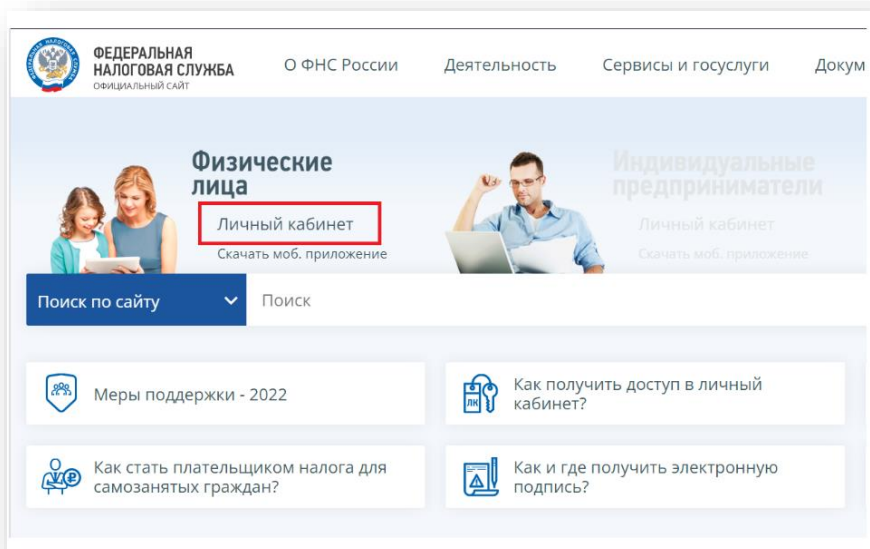 ФЕДЕРАЛЬНАЯ
НАЛОГОВАЯ СЛУЖБА
ОФИЦИАЛЬНЫЙ САЙТ
О ФНС России
Деятельность
Сервисы и госуслуги
Докум
Физические
лица
Личный кабинет
Скачать моб. приложение
Индивидуальные
предприниматели
Личный кабинет
Скачать моб. приложение
Поиск по сайту
Поиск
Меры поддержки - 2022
Как получить доступ в личный
кабинет?
Как стать плательщиком налога для
самозанятых граждан?
Как и где получить электронную
подпись?